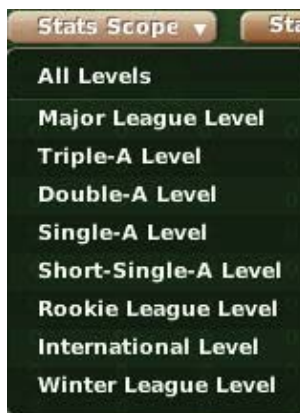 Stats Scope ▼ Sta
All Levels
Major League Level
Triple-A Level
Double-A Level
Single-A Level
Short-Single-A Level
Rookie League Level
International Level
Winter League Level